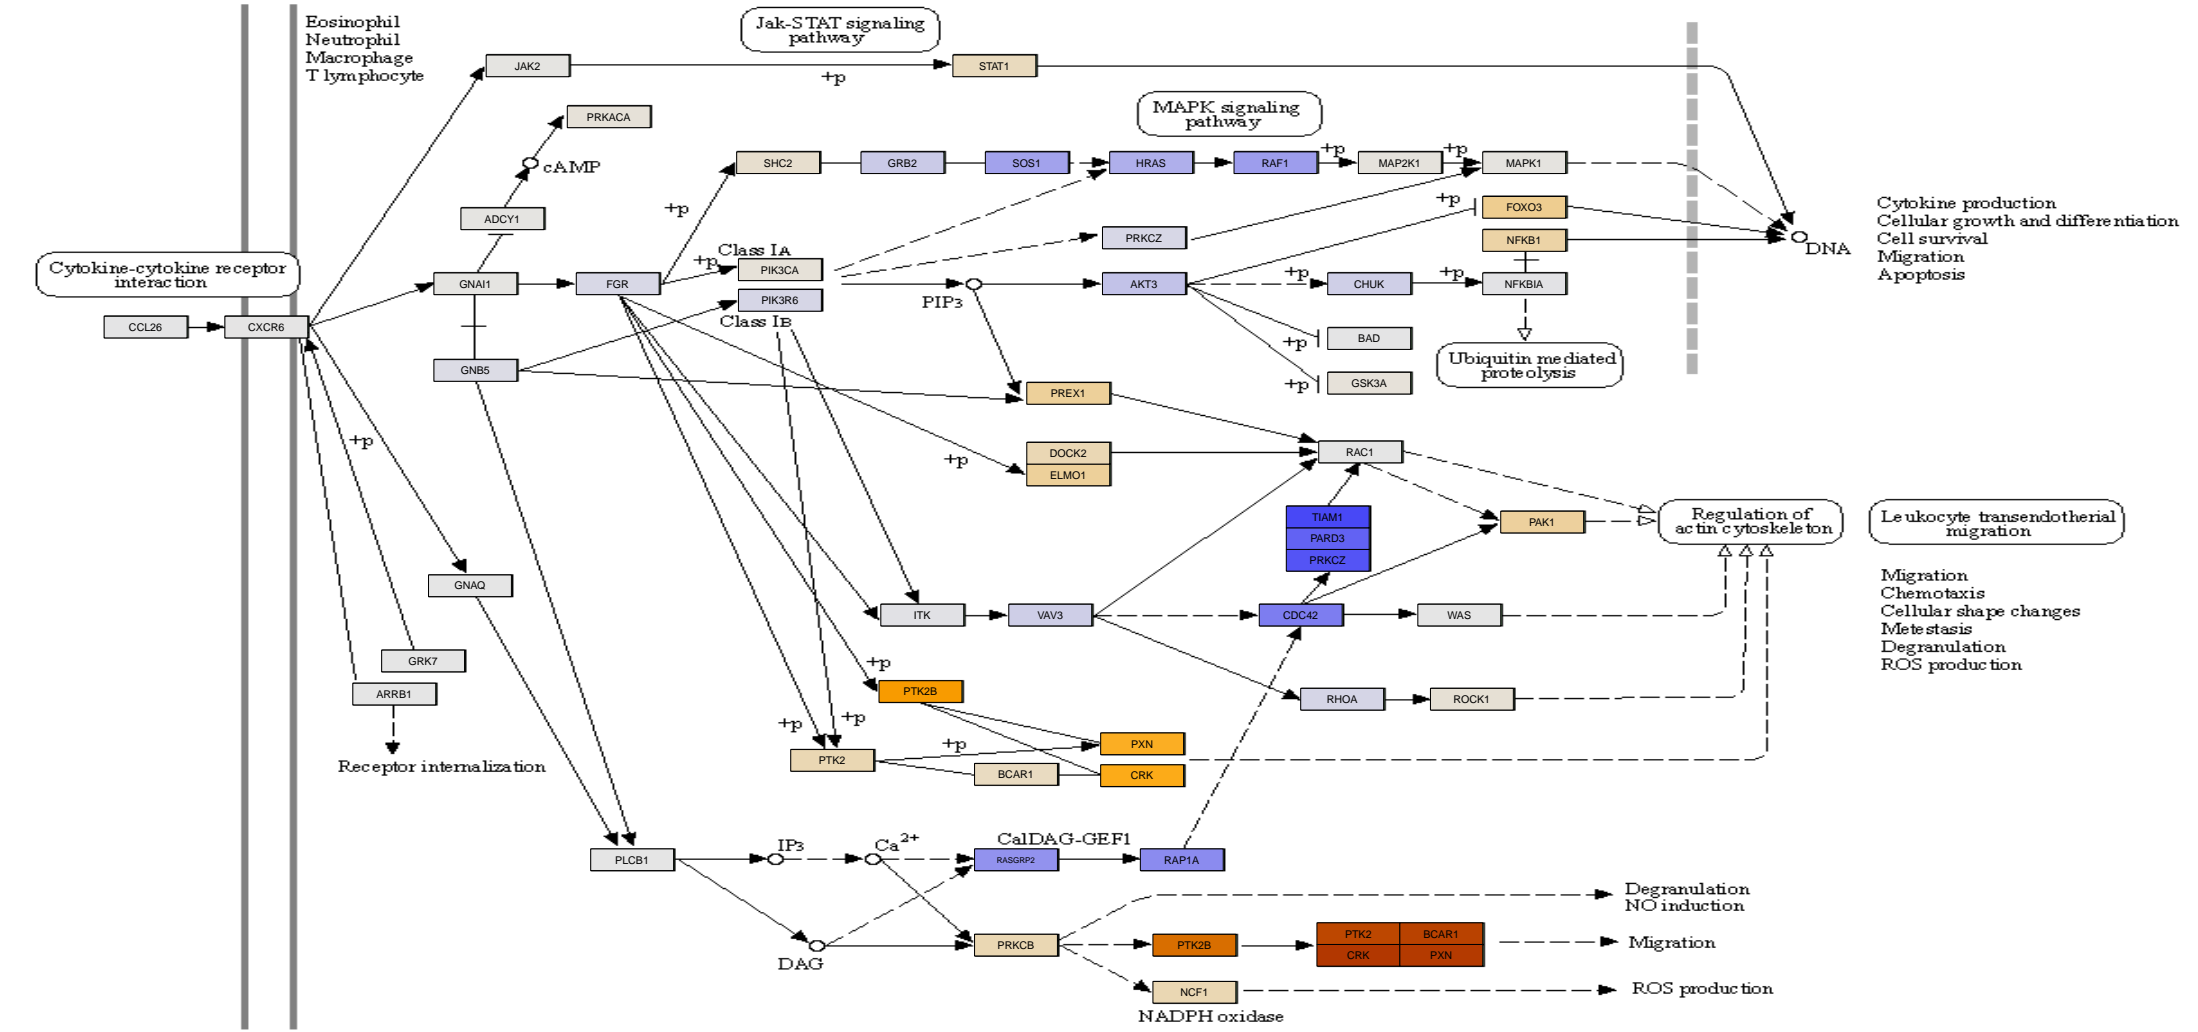 Eosinophil
Neutrophil
Macrophage
T lymphocyte
Jak-STAT signaling
pathway
JAK2
+p
STAT1
PRKACA
cAMP
ADCY1
MAPK signaling
pathway
SHC2
GRB2
SOS1
HRAS
RAF1
+p
MAP2K1
+p
MAPK1
+p
+p
FOXO3
PRKCZ
NFKB1
DNA
Cytokine production
Cellular growth and differentiation
Cell survival
Migration
Apoptosis
Cytokine-cytokine receptor
interaction
CCL26
CXCR6
GNAI1
FGR
+p
Class IA
PIK3CA
PIK3R6
Class IB
PIP3
AKT3
+p
CHUK
+p
NFKBIA
+p
BAD
+p
GSK3A
Ubiquitin mediated
proteolysis
GNB5
PREX1
+p
+p
DOCK2
ELMO1
RAC1
TIAM1
PARD3
PRKCZ
PAK1
Regulation of
actin cytoskeleton
Leukocyte transendotherial
migration
Migration
Chemotaxis
Cellular shape changes
Metestasis
Degranulation
ROS production
GNAQ
ITK
VAV3
CDC42
WAS
GRK7
ARRB1
Receptor internalization
+p
PTK2B
RHOA
ROCK1
+p
+p
PTK2
+p
PXN
BCAR1
CRK
PLCB1
IP3
Ca2+
CalDAG-GEF1
RASGRP2
RAP1A
DAG
PRKCB
Degranulation
NO induction
PTK2B
PTK2
BCAR1
CRK
PXN
Migration
NCF1
NADPH oxidase
ROS production